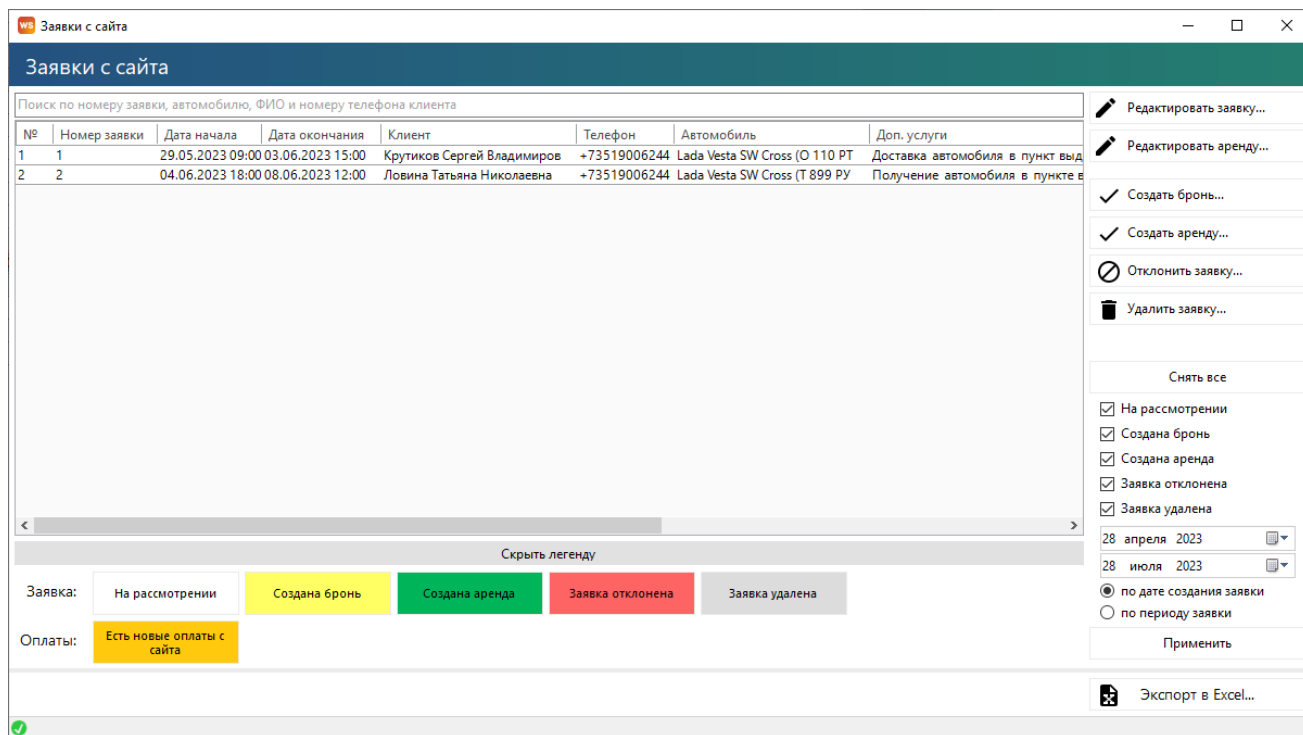 WS Заявки с сайта
Заявки с сайта
Поиск по номеру заявки, автомобилю, ФИО и номеру телефона клиента
№ Номер заявки Дата начала Дата окончания Клиент Телефон Автомобиль Доп. услуги
1 1 29.05.2023 09:00 03.06.2023 15:00 Крутиков Сергей Владимиров +73519006244 Lada Vesta SW Cross (О 110 РТ Доставка автомобиля в пункт выд
2 2 04.06.2023 18:00 08.06.2023 12:00 Ловина Татьяна Николаевна +73519006244 Lada Vesta SW Cross (Т 899 РУ Получение автомобиля в пункте в
Редактировать заявку...
Редактировать аренду...
Создать бронь...
Создать аренду...
Отклонить заявку...
Удалить заявку...
Снять все
На рассмотрении
Создана бронь
Создана аренда
Заявка отклонена
Заявка удалена
28 апреля 2023
28 июля 2023
по дате создания заявки
по периоду заявки
Применить
Скрыть легенду
Заявка: На рассмотрении Создана бронь Создана аренда Заявка отклонена Заявка удалена
Оплаты: Есть новые оплаты с
сайта
Экспорт в Excel...